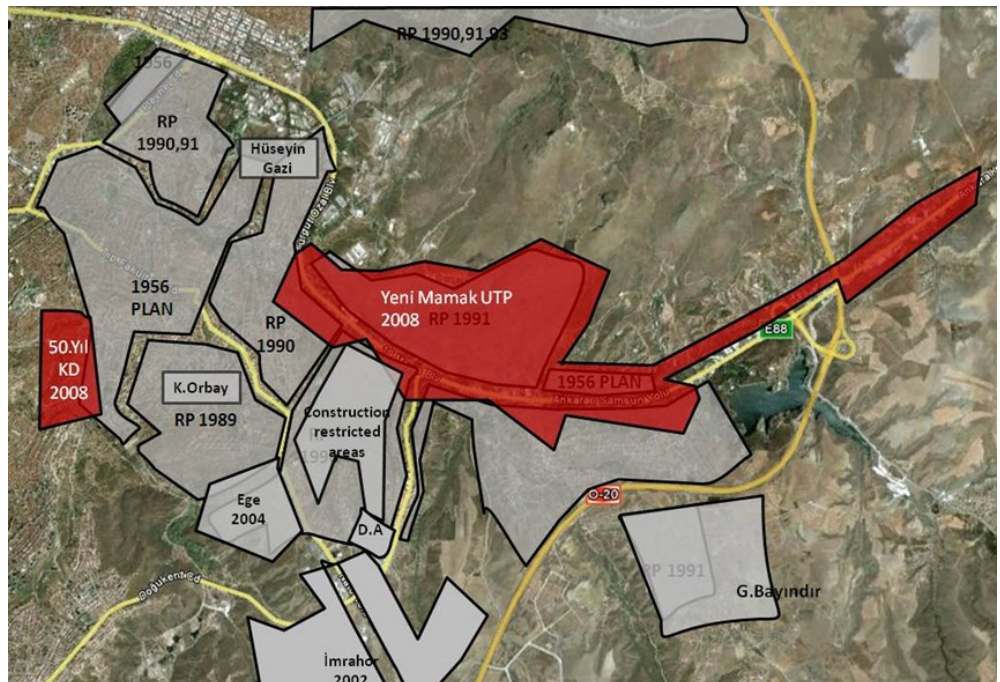 RP 1990,91,93
1956
RP
1990,91
Hüseyin
Gazi
1956
PLAN
50.Yıl
KD
2008
RP
1990
Yeni Mamak UTP
2008
RP 1991
1956 PLAN
Ankara Samsun Yolu
E88
K.Orbay
RP 1989
Construction
restricted
areas
Ege
2004
D.A
O-20
RP 1991
G.Bayındır
Doğukent Cd
İmrahor
2002